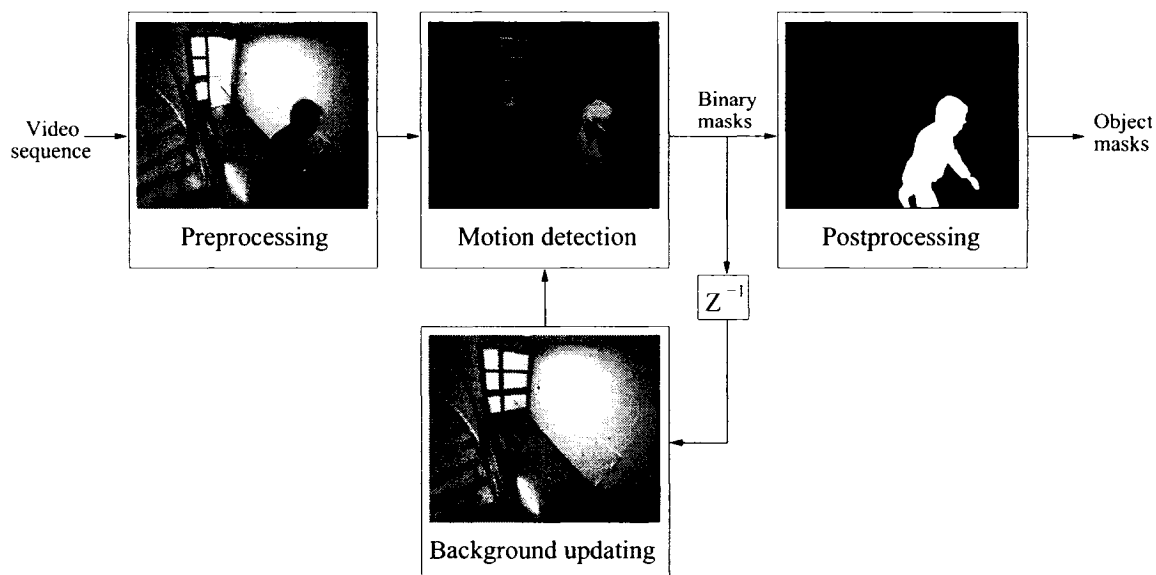 Video
sequence
Preprocessing
Motion detection
Binary
masks
Postprocessing
Object
masks
Z⁻¹
Background updating